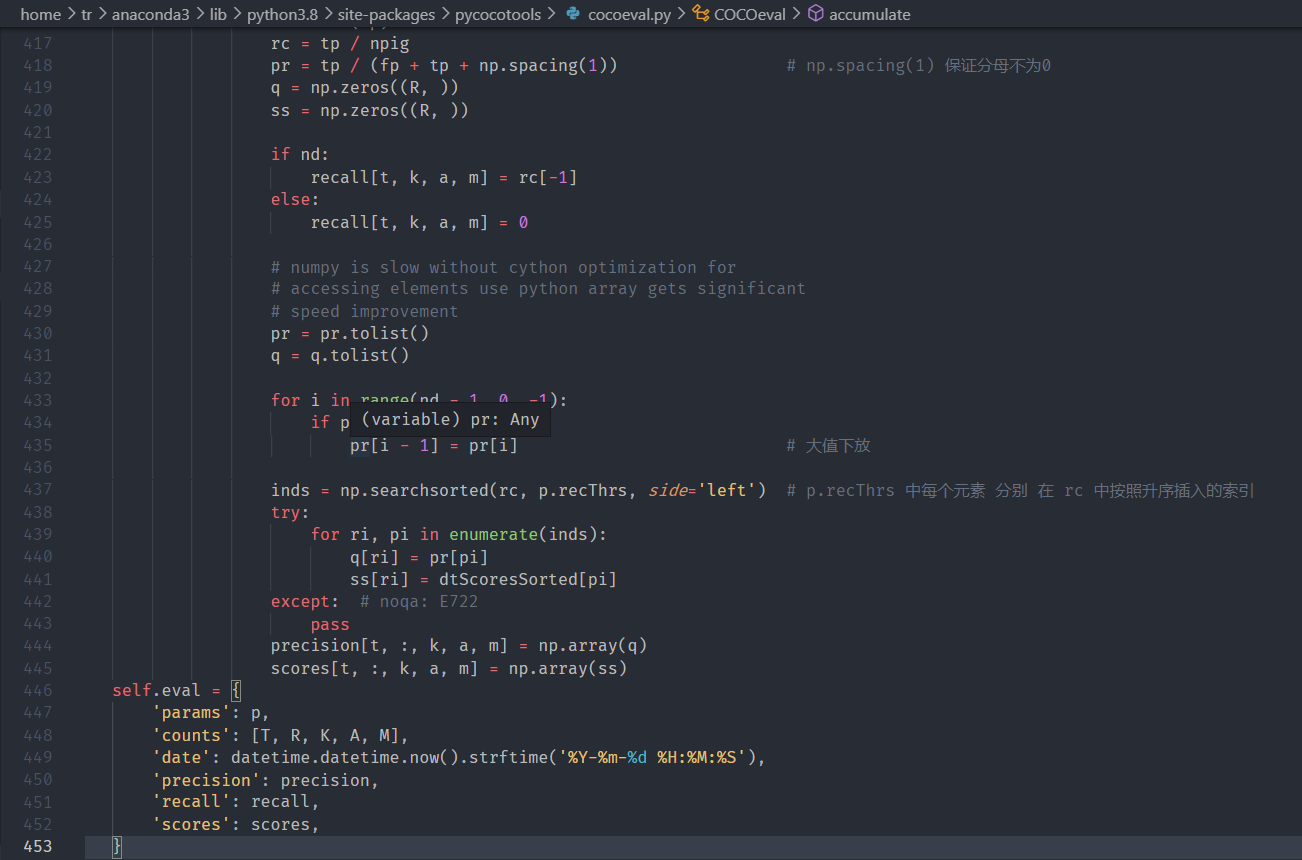 home > tr > anaconda3 > lib > python3.8 > site-packages > pycocotools > cocoeval.py > COCOeval > accumulate
417 rc = tp / npig
418 pr = tp / (fp + tp + np.spacing(1)) # np.spacing(1) 保证分母不为0
419 q = np.zeros((R, ))
420 ss = np.zeros((R, ))
421
422 if nd:
423 recall[t, k, a, m] = rc[-1]
424 else:
425 recall[t, k, a, m] = 0
426
427 # numpy is slow without cython optimization for
428 # accessing elements use python array gets significant
429 # speed improvement
430 pr = pr.tolist()
431 q = q.tolist()
432
433 for i in range(nd - 1, 0, -1):
434 if p
(variable) pr: Any
435 pr[i - 1] = pr[i] # 大值下放
436
437 inds = np.searchsorted(rc, p.recThrs, side='left') # p.recThrs 中每个元素 分别 在 rc 中按照升序插入的索引
438 try:
439 for ri, pi in enumerate(inds):
440 q[ri] = pr[pi]
441 ss[ri] = dtScoresSorted[pi]
442 except: # noqa: E722
443 pass
444 precision[t, :, k, a, m] = np.array(q)
445 scores[t, :, k, a, m] = np.array(ss)
446 self.eval = {
447 'params': p,
448 'counts': [T, R, K, A, M],
449 'date': datetime.datetime.now().strftime('%Y-%m-%d %H:%M:%S'),
450 'precision': precision,
451 'recall': recall,
452 'scores': scores,
453 }